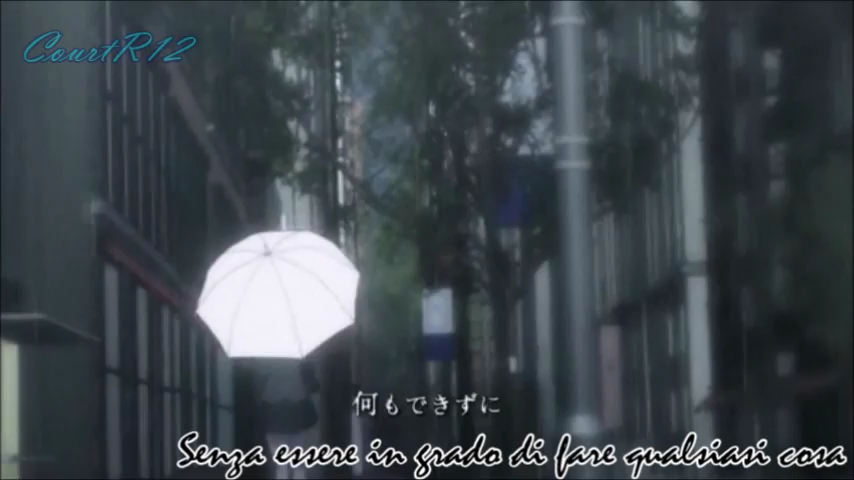 CourtR12
何もできずに
Senza essere in grado di fare qualsiasi cosa